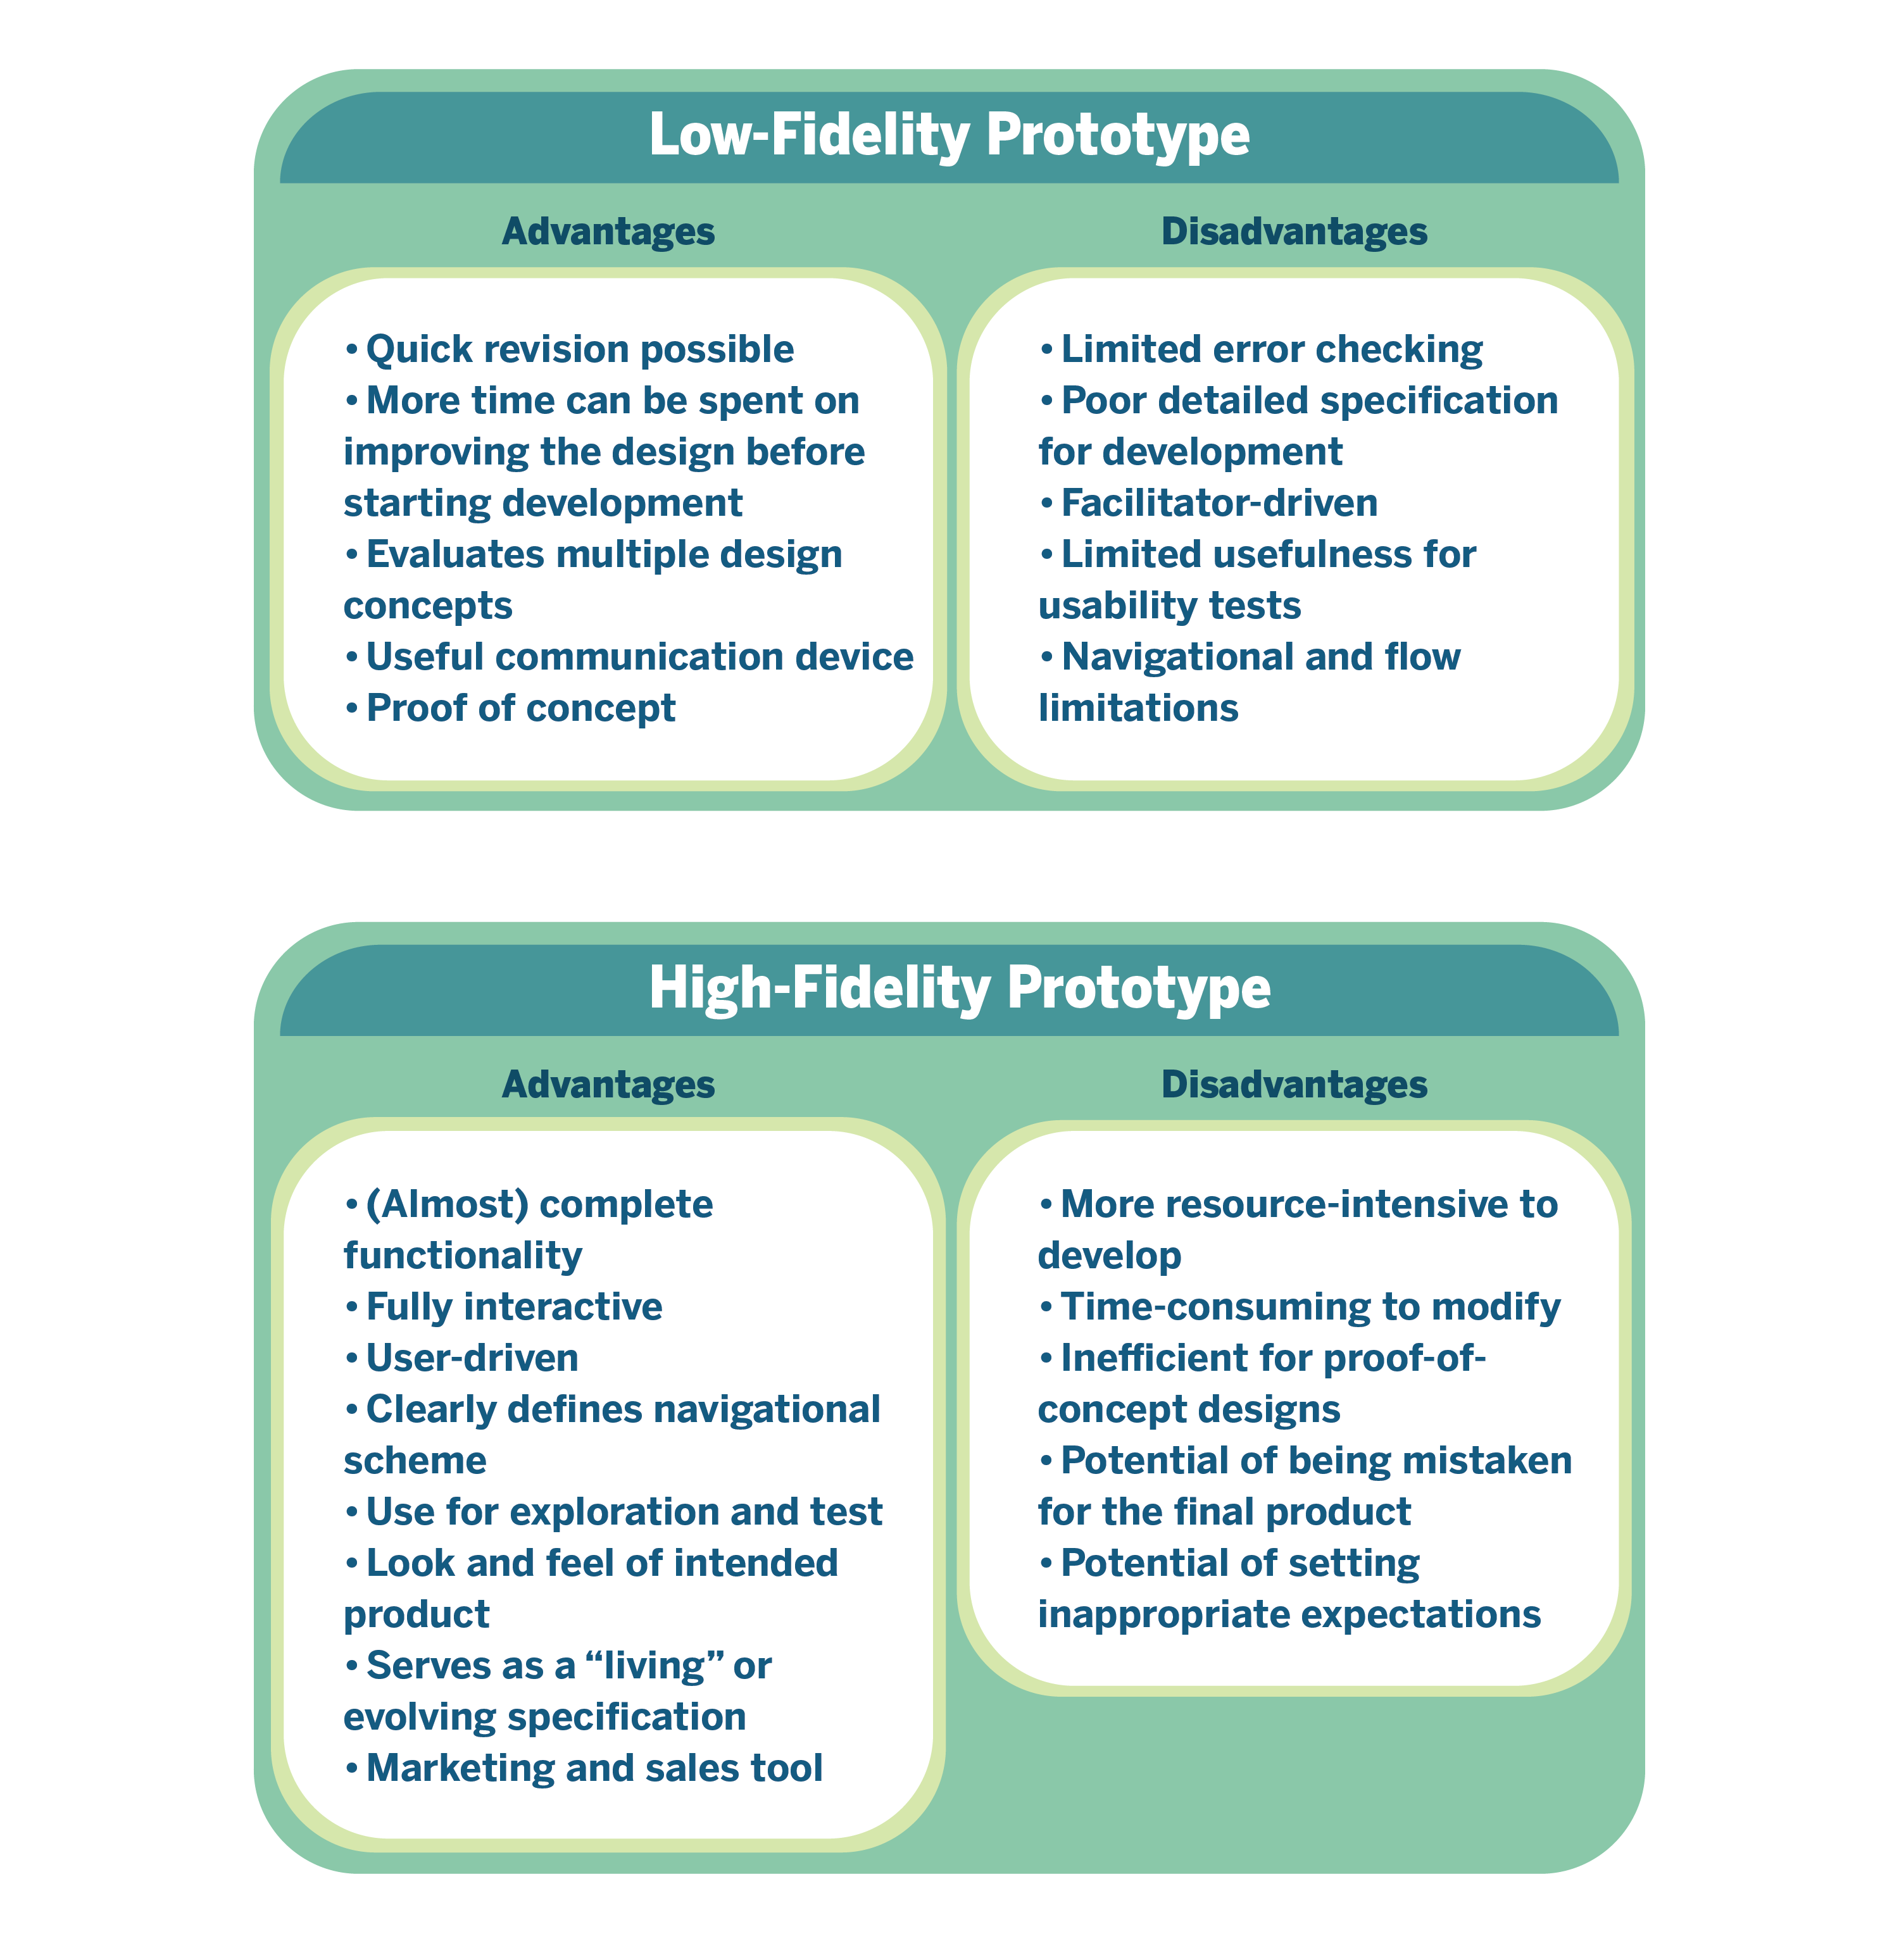 Low-Fidelity Prototype
Advantages
• Quick revision possible
• More time can be spent on
improving the design before
starting development
• Evaluates multiple design
concepts
• Useful communication device
• Proof of concept
Disadvantages
• Limited error checking
• Poor detailed specification
for development
• Facilitator-driven
• Limited usefulness for
usability tests
• Navigational and flow
limitations
High-Fidelity Prototype
Advantages
• (Almost) complete
functionality
• Fully interactive
• User-driven
• Clearly defines navigational
scheme
• Use for exploration and test
• Look and feel of intended
product
• Serves as a “living” or
evolving specification
• Marketing and sales tool
Disadvantages
• More resource-intensive to
develop
• Time-consuming to modify
• Inefficient for proof-of-
concept designs
• Potential of being mistaken
for the final product
• Potential of setting
inappropriate expectations